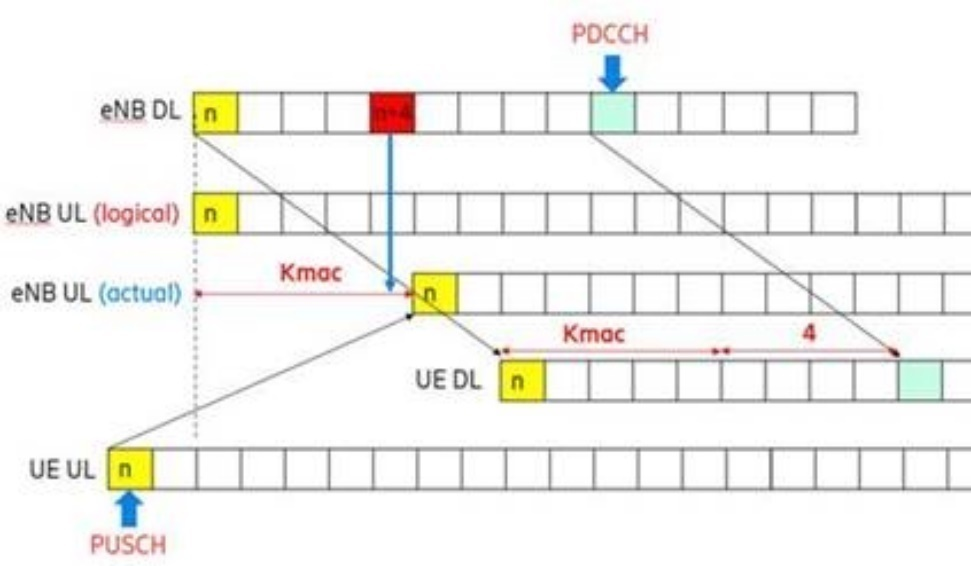 PDCCH
eNB DL n n+4
eNB UL (logical) n
Kmac
eNB UL (actual) n
Kmac 4
UE DL n
UE UL n
PUSCH